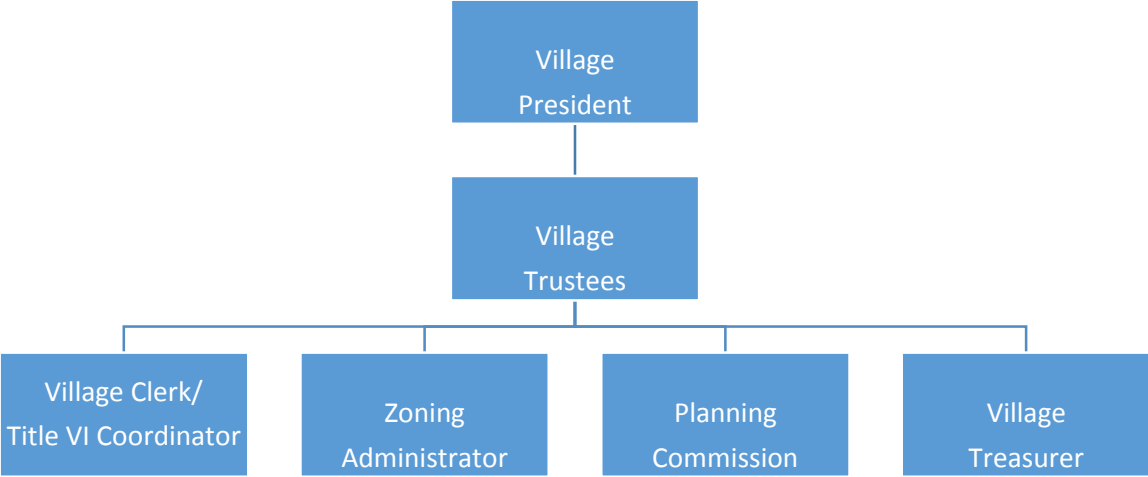 Village
President
Village
Trustees
Village Clerk/
Title VI Coordinator
Zoning
Administrator
Planning
Commission
Village
Treasurer